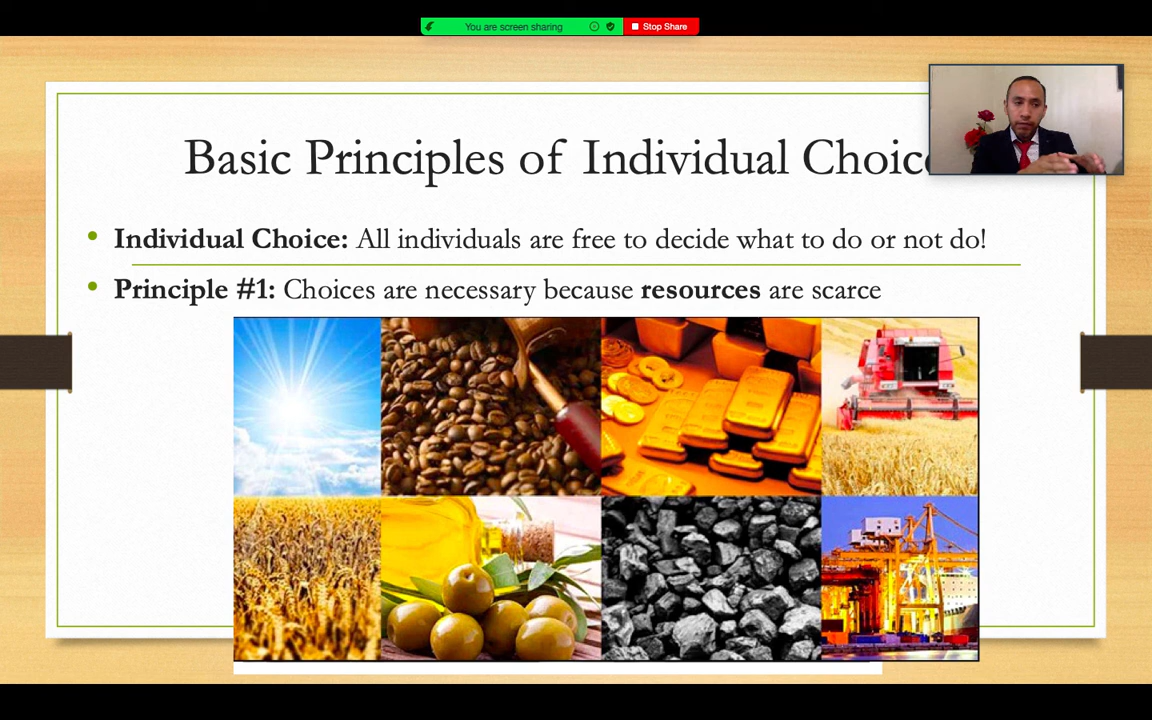 You are screen sharing
Stop Share
Basic Principles of Individual Choice
Individual Choice: All individuals are free to decide what to do or not do!
Principle #1: Choices are necessary because resources are scarce